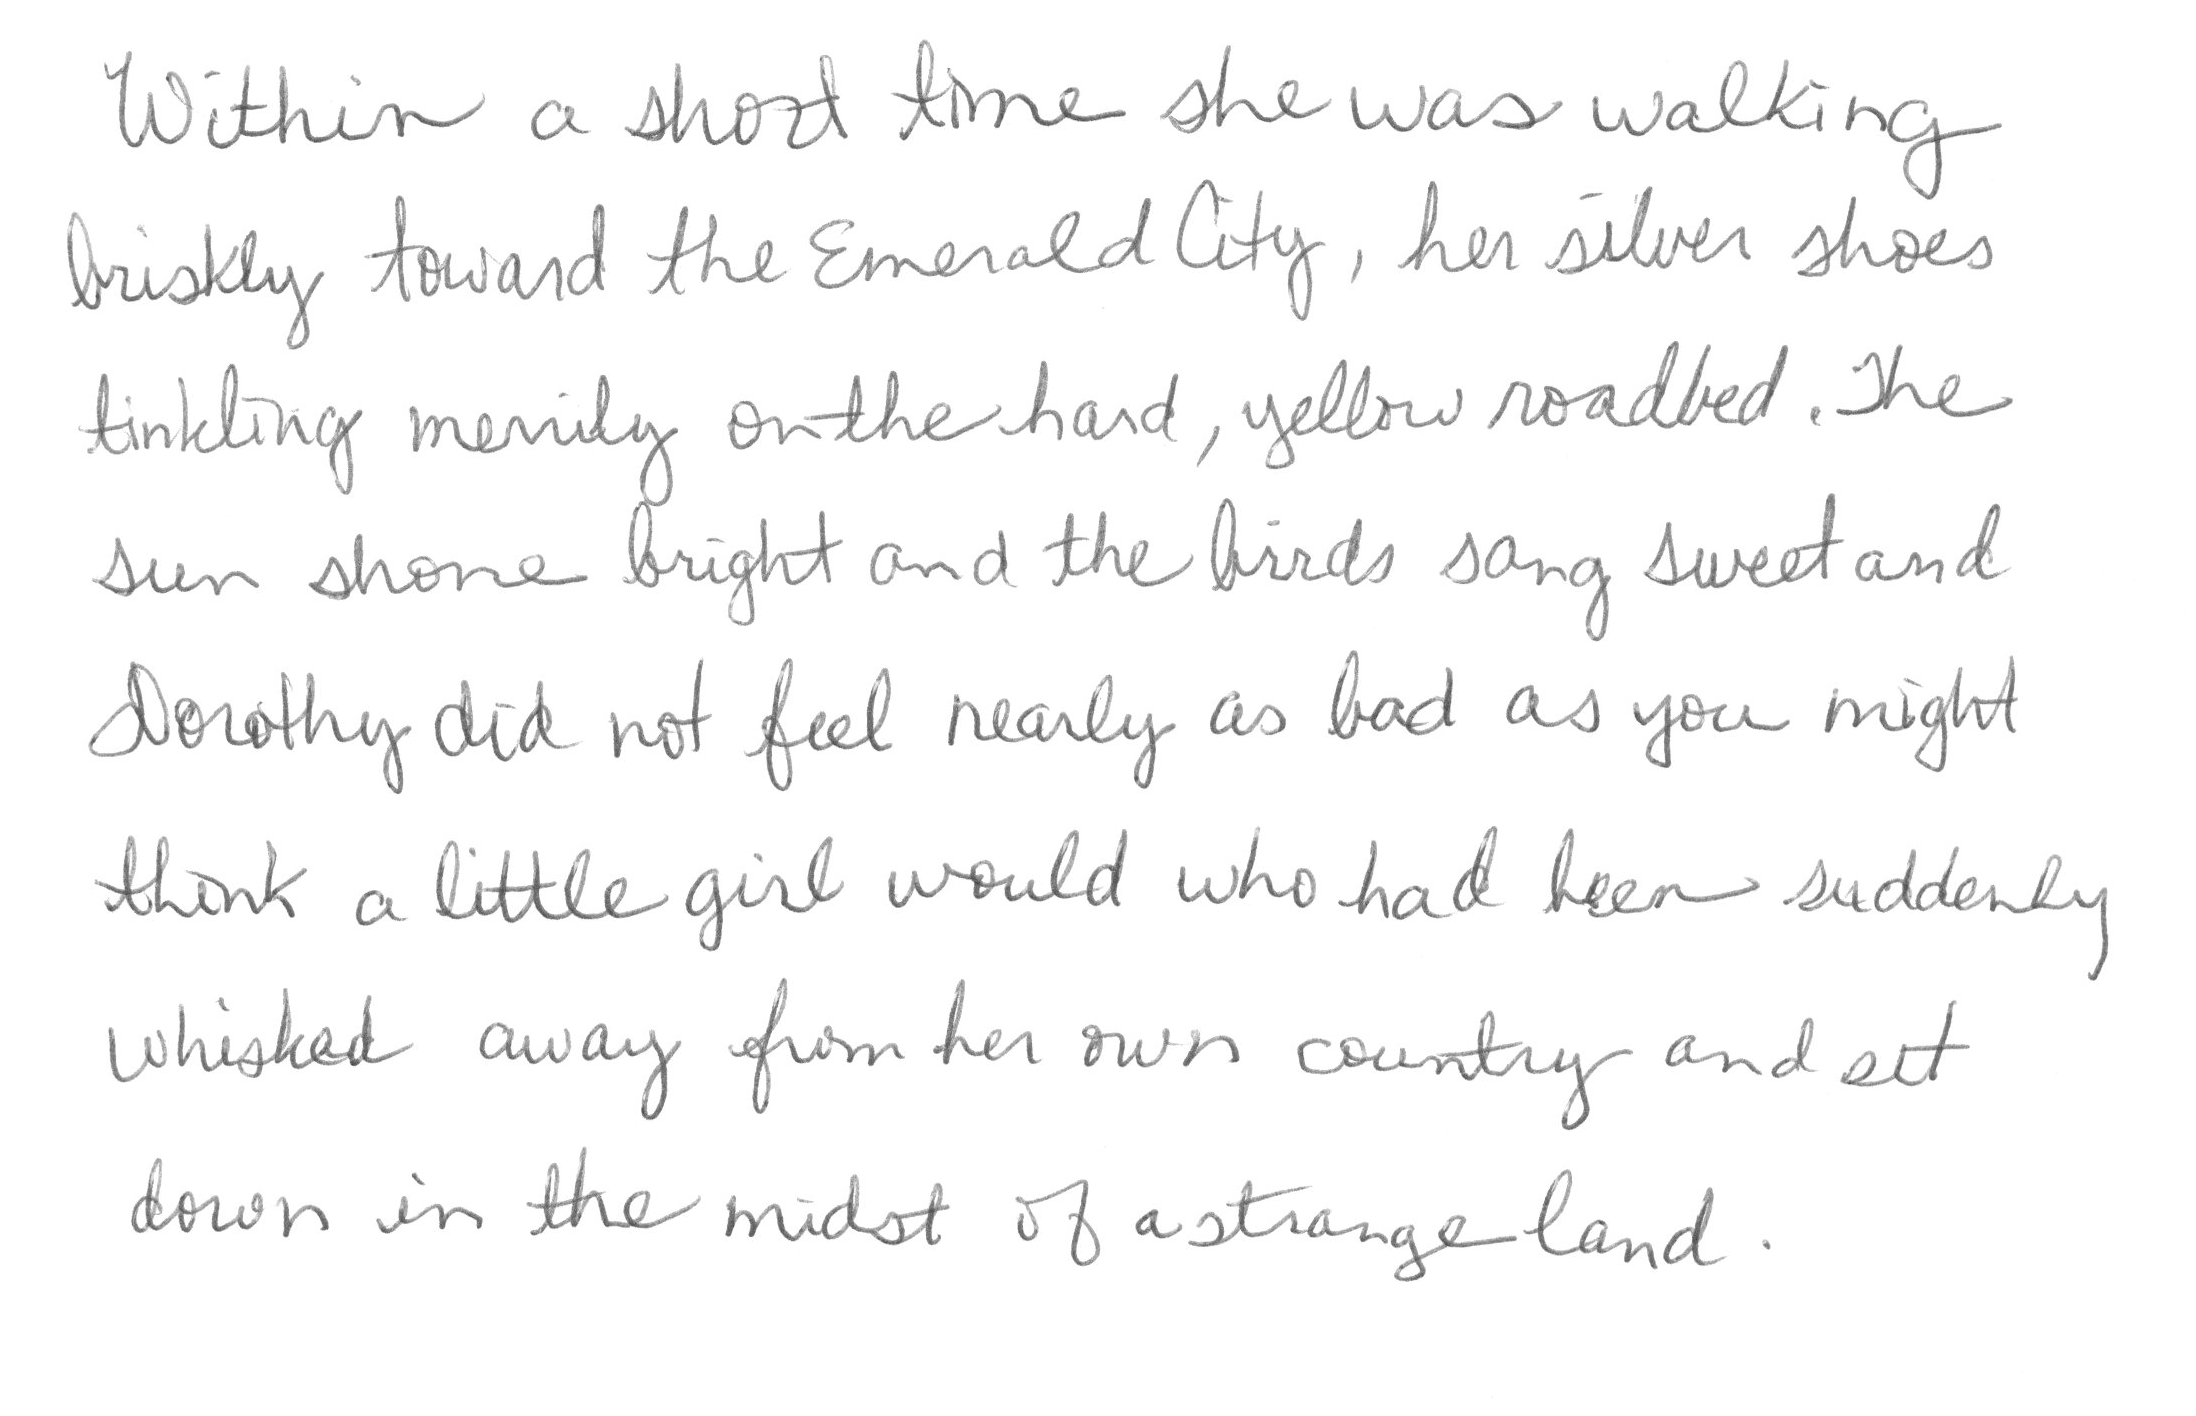 Within a short time she was walking
briskly toward the Emerald City, her silver shoes
tinkling merrily on the hard, yellow roadbed. The
sun shone bright and the birds sang sweet and
Dorothy did not feel nearly as bad as you might
think a little girl would who had been suddenly
whisked away from her own country and set
down in the midst of a strange land.